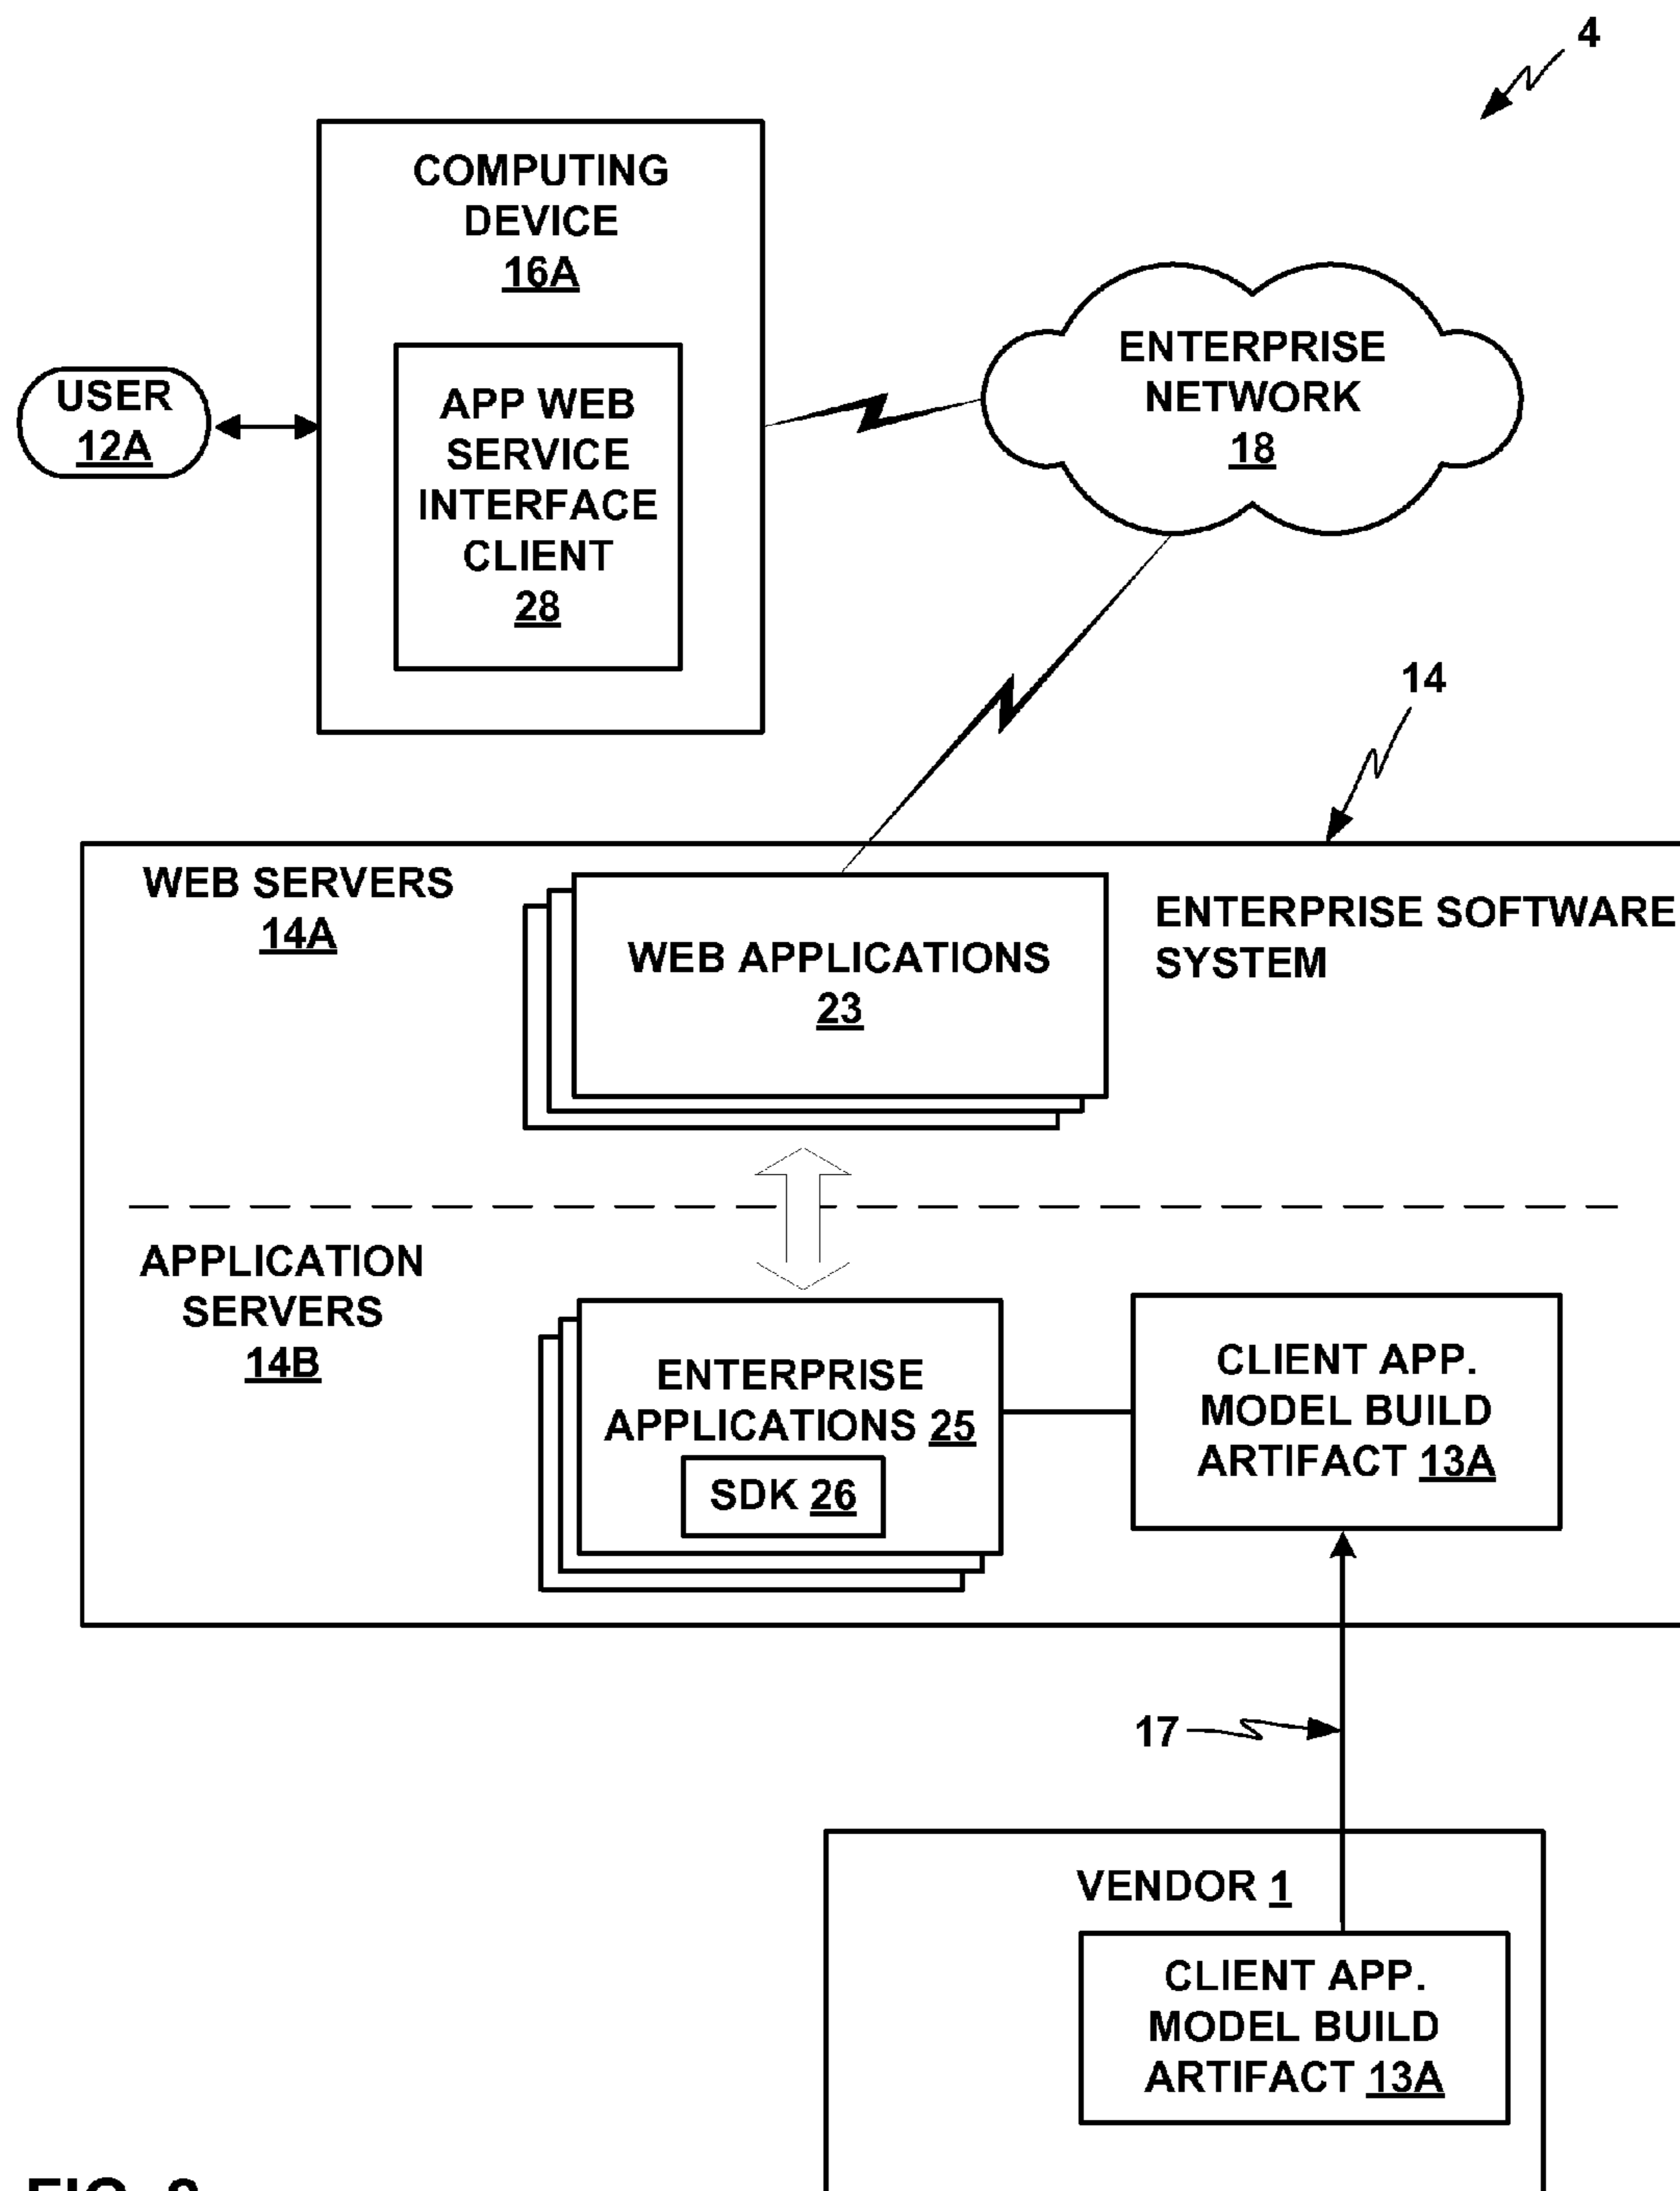 4
COMPUTING
DEVICE
16A
APP WEB
SERVICE
INTERFACE
CLIENT
28
USER
12A
ENTERPRISE
NETWORK
18
14
WEB SERVERS
14A
WEB APPLICATIONS
23
ENTERPRISE SOFTWARE
SYSTEM
APPLICATION
SERVERS
14B
ENTERPRISE
APPLICATIONS 25
SDK 26
CLIENT APP.
MODEL BUILD
ARTIFACT 13A
17
VENDOR 1
CLIENT APP.
MODEL BUILD
ARTIFACT 13A
FIG.